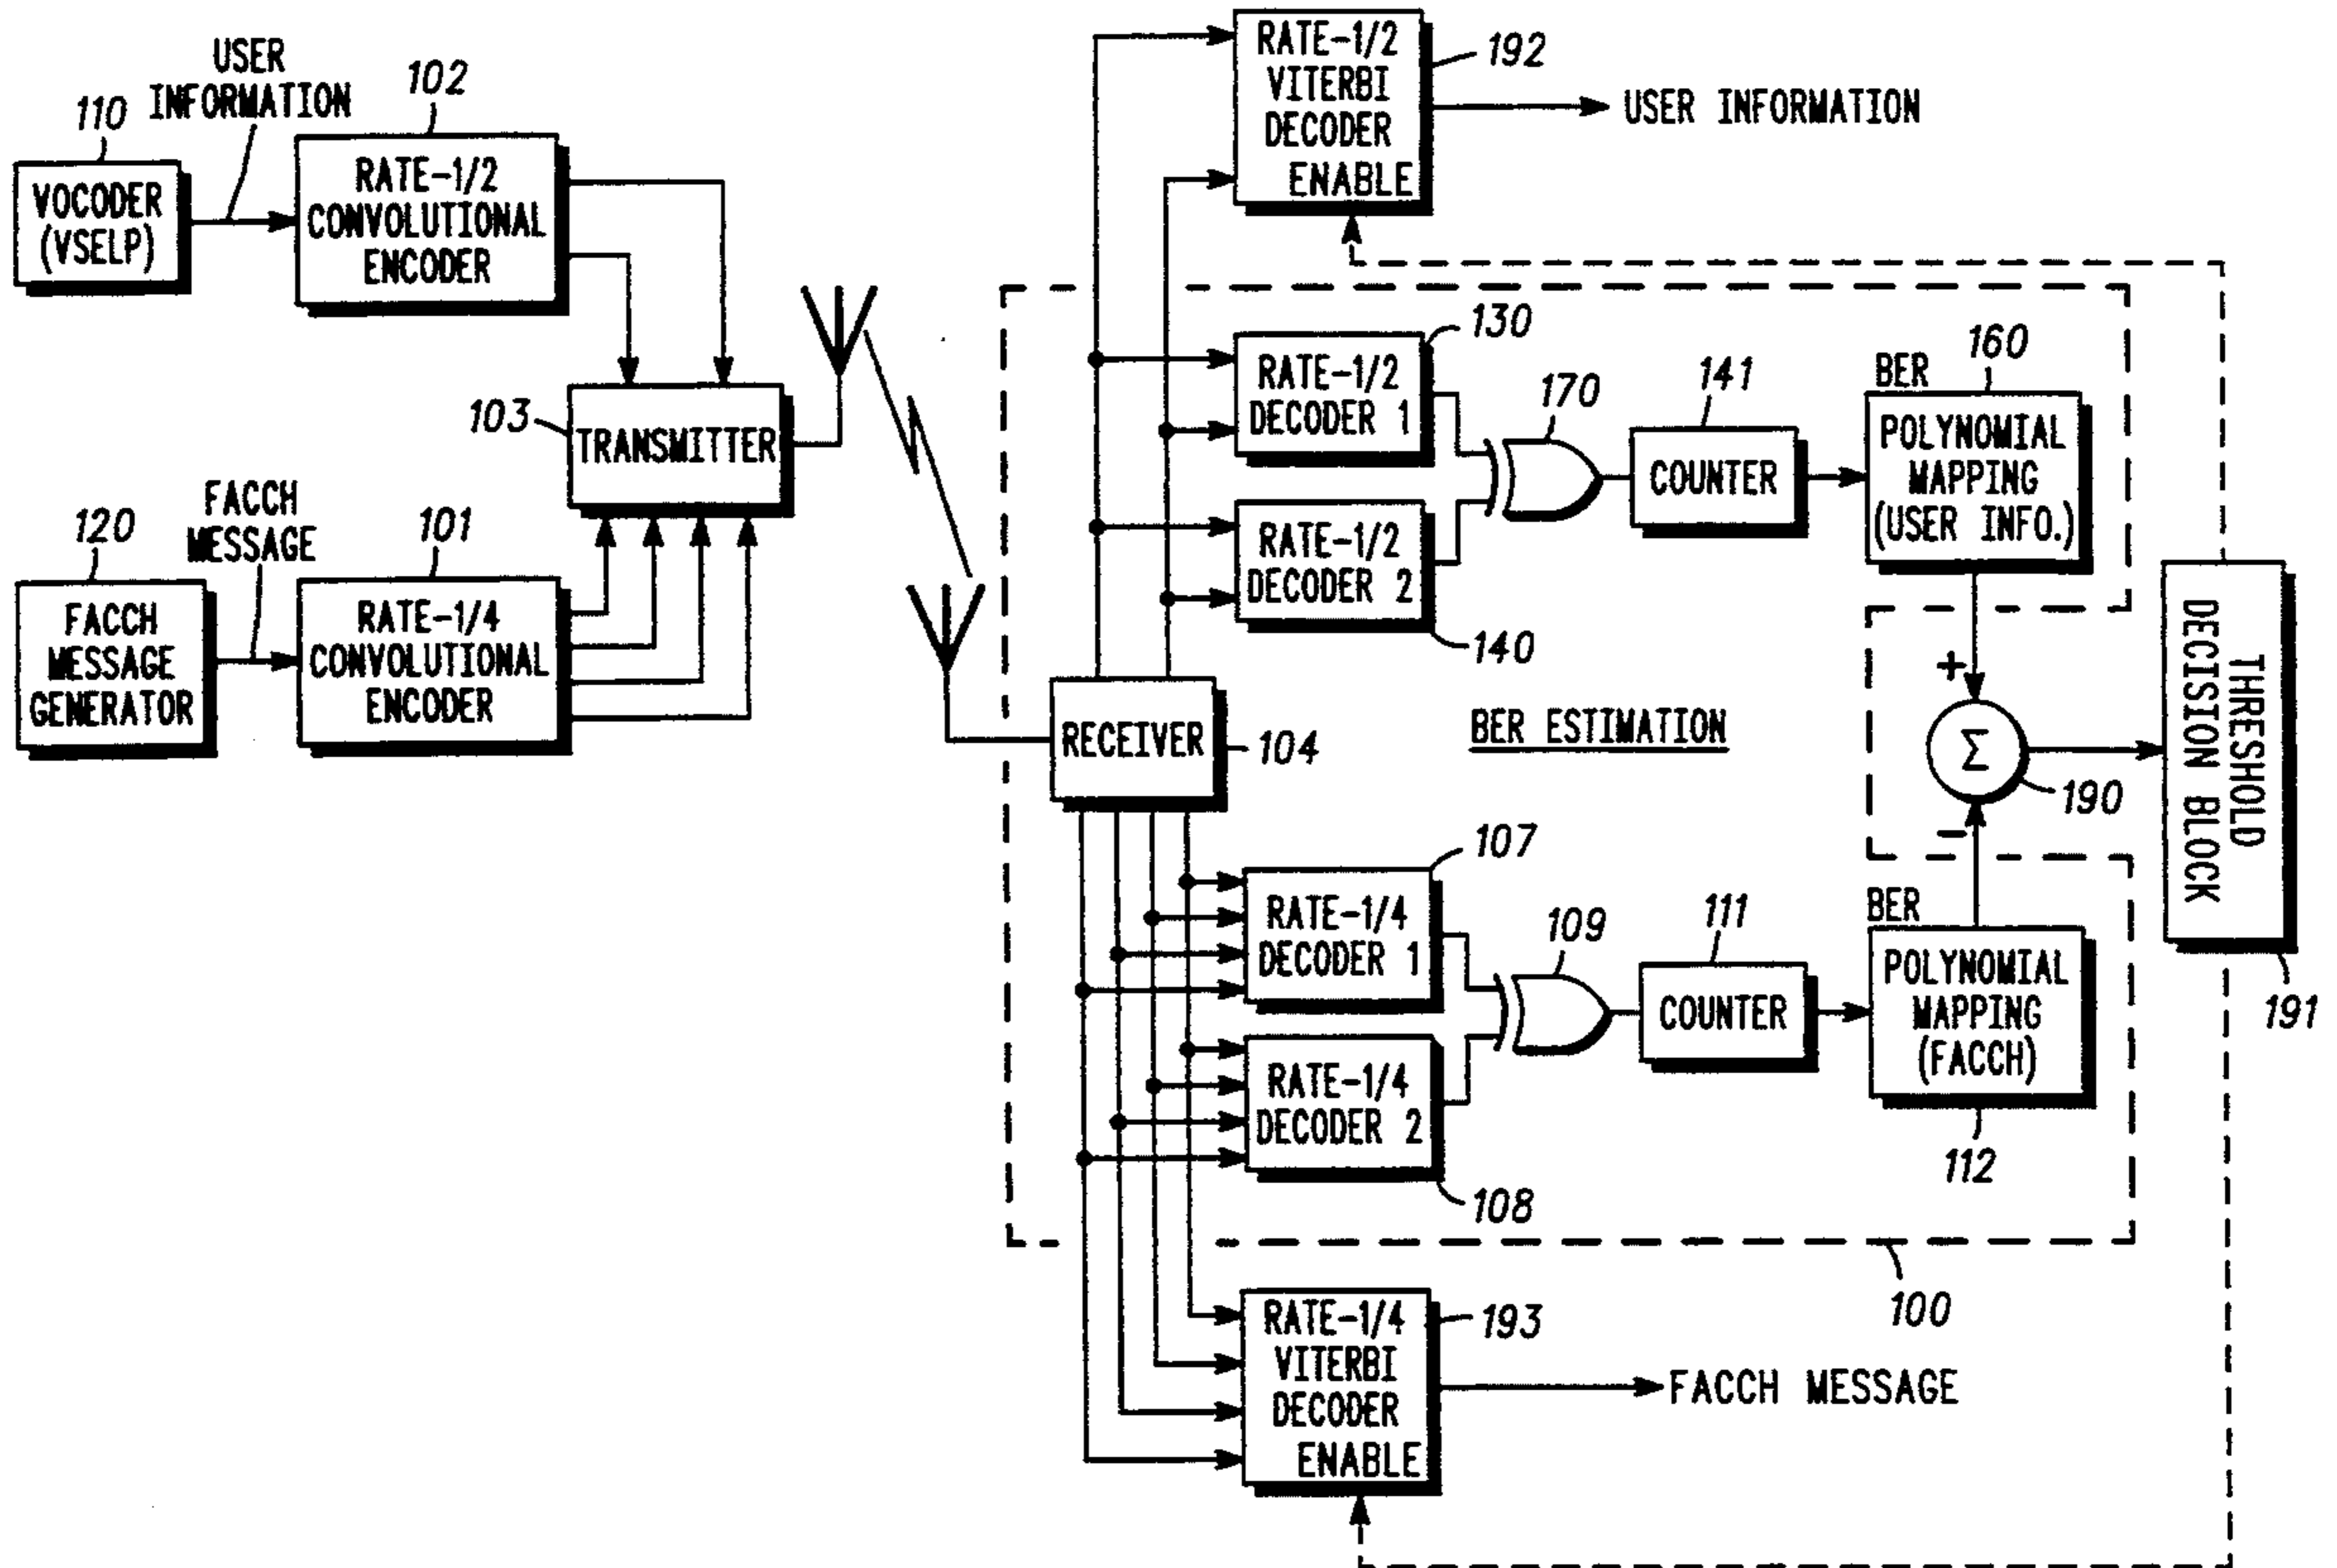 110
USER
INFORMATION
102
VOCODER
(VSELP)
RATE-1/2
CONVOLUTIONAL
ENCODER
103
TRANSMITTER
120
FACCH
MESSAGE
101
FACCH
MESSAGE
GENERATOR
RATE-1/4
CONVOLUTIONAL
ENCODER
RATE-1/2
VITERBI
DECODER
ENABLE
192
USER INFORMATION
130
RATE-1/2
DECODER 1
RATE-1/2
DECODER 2
140
170
141
COUNTER
BER
160
POLYNOMIAL
MAPPING
(USER INFO.)
RECEIVER
104
BER ESTIMATION
+
Σ
190
-
THRESHOLD
DECISION BLOCK
191
107
RATE-1/4
DECODER 1
RATE-1/4
DECODER 2
108
109
111
COUNTER
BER
POLYNOMIAL
MAPPING
(FACCH)
112
100
RATE-1/4
VITERBI
DECODER
ENABLE
193
FACCH MESSAGE